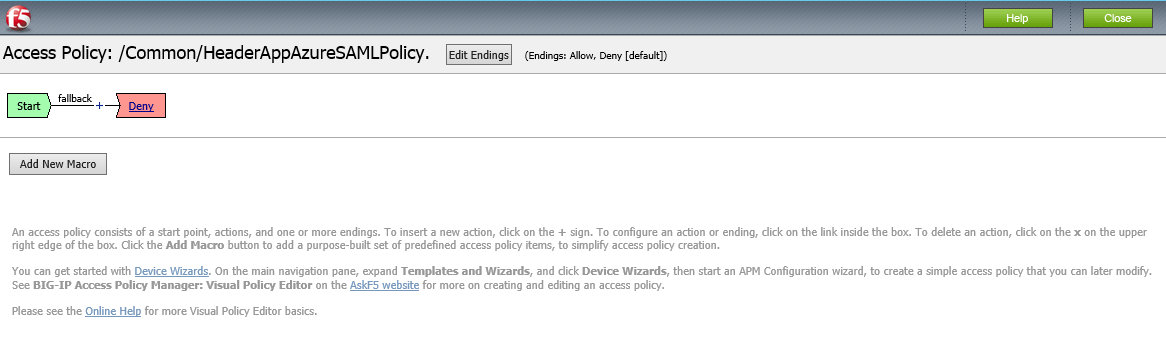 f5
Help
Close
Access Policy: /Common/HeaderAppAzureSAMLPolicy.
Edit Endings
(Endings: Allow, Deny [default])
Start
fallback
+
Deny
Add New Macro
An access policy consists of a start point, actions, and one or more endings. To insert a new action, click on the + sign. To configure an action or ending, click on the link inside the box. To delete an action, click on the x on the upper
right edge of the box. Click the Add Macro button to add a purpose-built set of predefined access policy items, to simplify access policy creation.
You can get started with Device Wizards. On the main navigation pane, expand Templates and Wizards, and click Device Wizards, then start an APM Configuration wizard, to create a simple access policy that you can later modify.
See BIG-IP Access Policy Manager: Visual Policy Editor on the AskF5 website for more on creating and editing an access policy.
Please see the Online Help for more Visual Policy Editor basics.